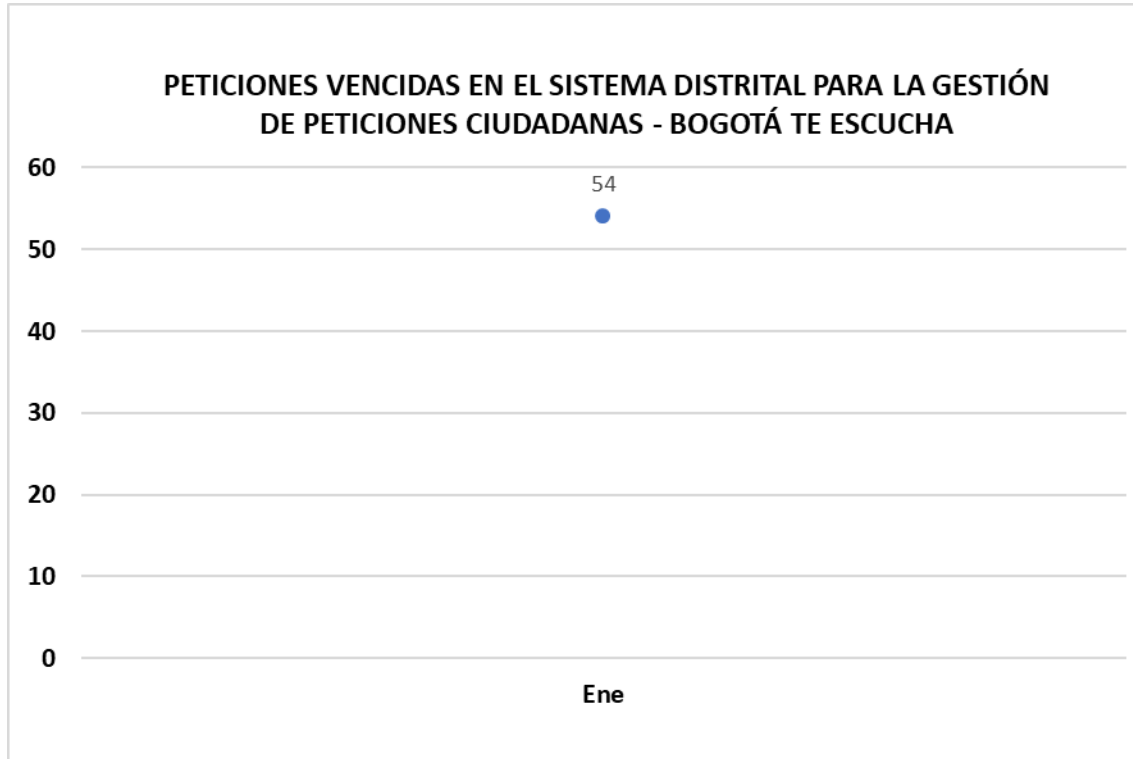 PETICIONES VENCIDAS EN EL SISTEMA DISTRITAL PARA LA GESTIÓN
DE PETICIONES CIUDADANAS - BOGOTÁ TE ESCUCHA
60
54
50
40
30
20
10
0
Ene